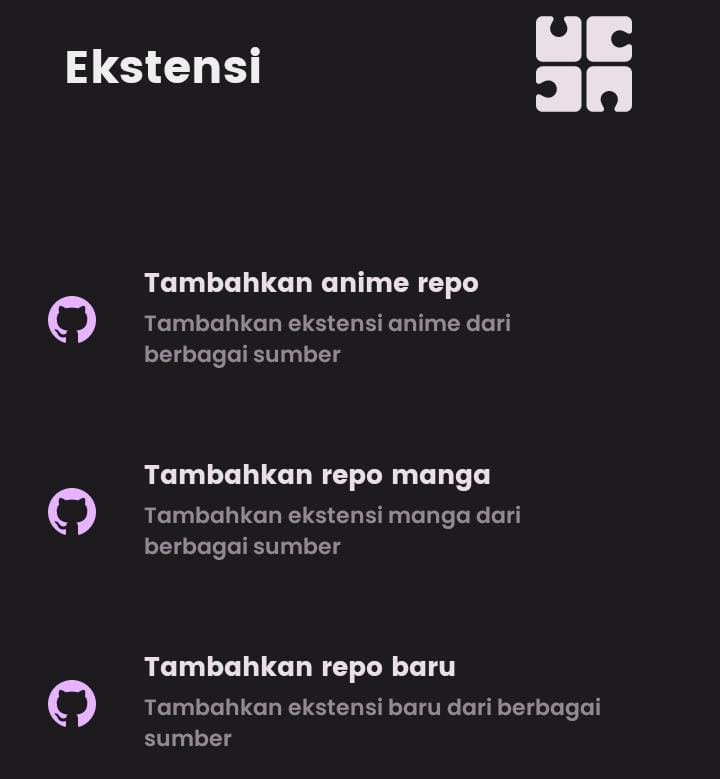 Ekstensi
Tambahkan anime repo
Tambahkan ekstensi anime dari
berbagai sumber
Tambahkan repo manga
Tambahkan ekstensi manga dari
berbagai sumber
Tambahkan repo baru
Tambahkan ekstensi baru dari berbagai
sumber